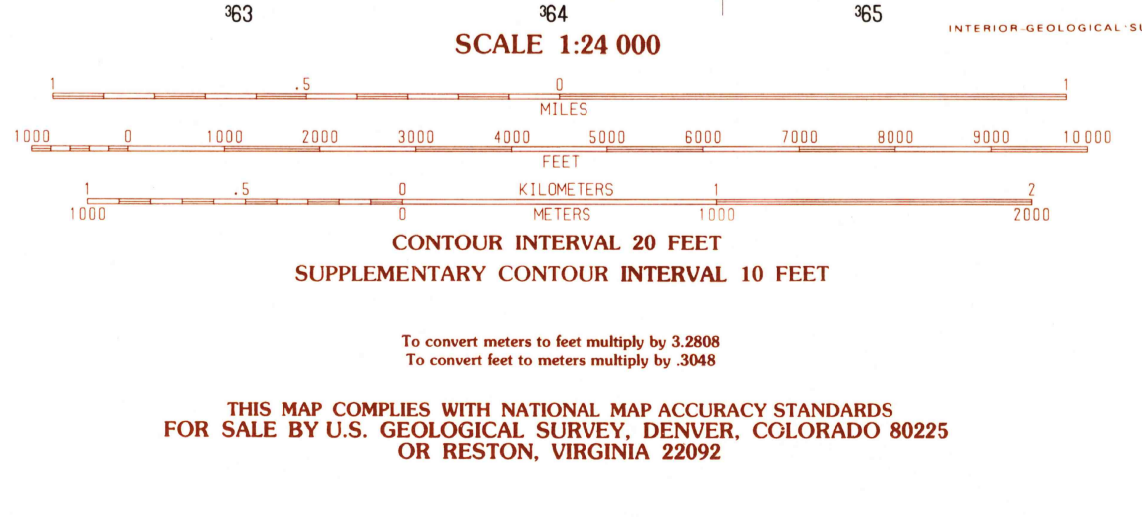 ³63 ³64 ³65
INTERIOR-GEOLOGICAL
SCALE 1:24 000
1 .5 0 1
MILES
1000 0 1000 2000 3000 4000 5000 6000 7000 8000 9000 10 000
FEET
1 .5 0 KILOMETERS 1 2
1000 0 METERS 1000 2000
CONTOUR INTERVAL 20 FEET
SUPPLEMENTARY CONTOUR INTERVAL 10 FEET
To convert meters to feet multiply by 3.2808
To convert feet to meters multiply by .3048
THIS MAP COMPLIES WITH NATIONAL MAP ACCURACY STANDARDS
FOR SALE BY U.S. GEOLOGICAL SURVEY, DENVER, COLORADO 80225
OR RESTON, VIRGINIA 22092